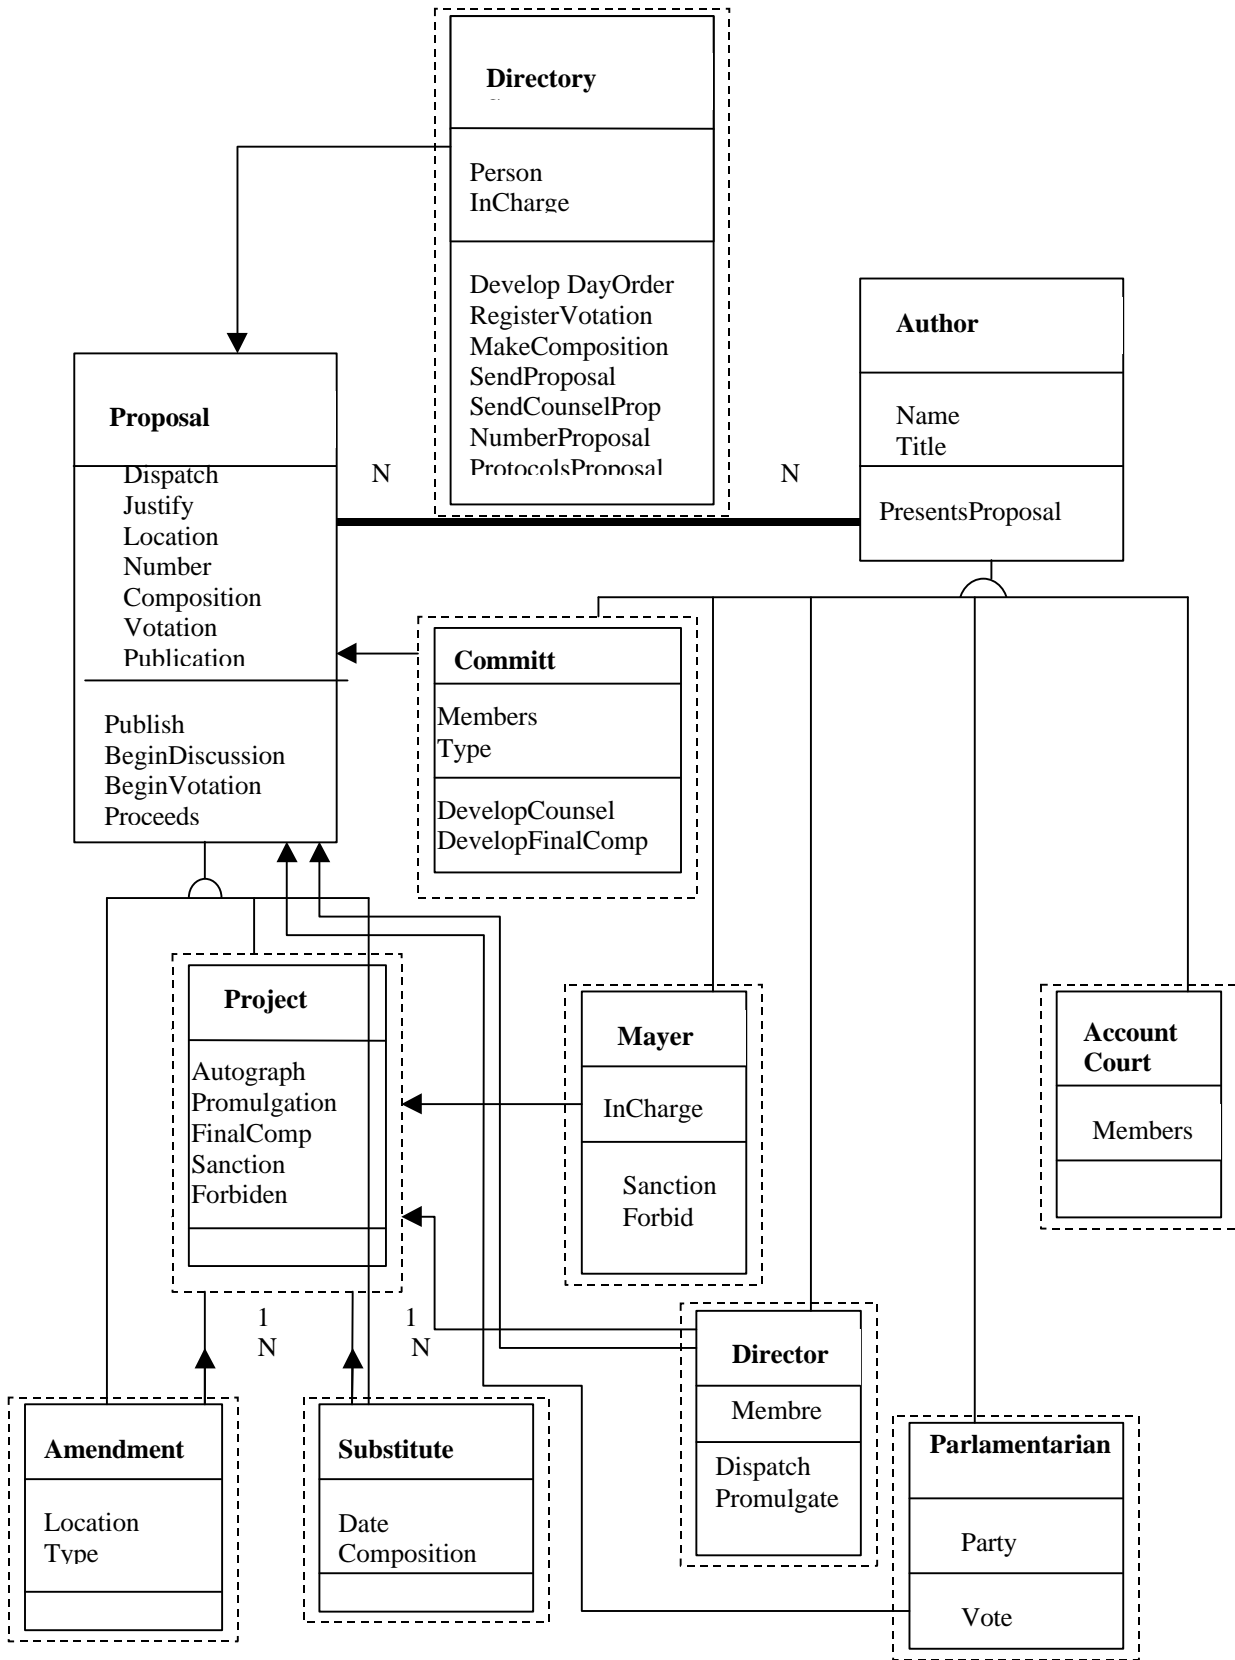 Directory
Person
InCharge
Develop DayOrder
RegisterVotation
MakeComposition
SendProposal
SendCounselProp
NumberProposal
ProtocolsProposal
Author
Name
Title
PresentsProposal
Proposal
Dispatch
Justify
Location
Number
Composition
Votation
Publication
Publish
BeginDiscussion
BeginVotation
Proceeds
N
N
Committ
Members
Type
DevelopCounsel
DevelopFinalComp
Project
Autograph
Promulgation
FinalComp
Sanction
Forbiden
Mayer
InCharge
Sanction
Forbid
Account
Court
Members
1
N
1
N
Director
Membre
Dispatch
Promulgate
Amendment
Location
Type
Substitute
Date
Composition
Parlamentarian
Party
Vote